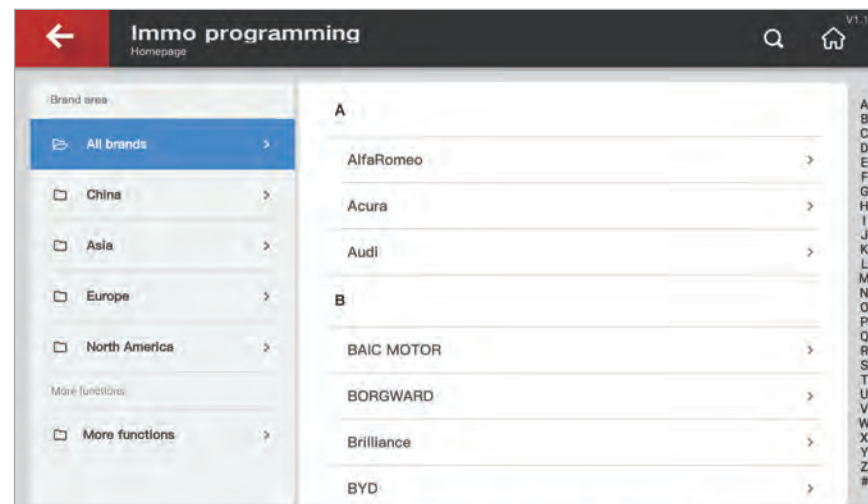 Immo programming
Homepage
V1.1
Brand area
All brands
China
Asia
Europe
North America
More functions
More functions
A
AlfaRomeo
Acura
Audi
B
BAIC MOTOR
BORGWARD
Brilliance
BYD
A
B
C
D
E
F
G
H
I
J
K
L
M
N
O
P
Q
R
S
T
U
V
W
X
Y
Z
#